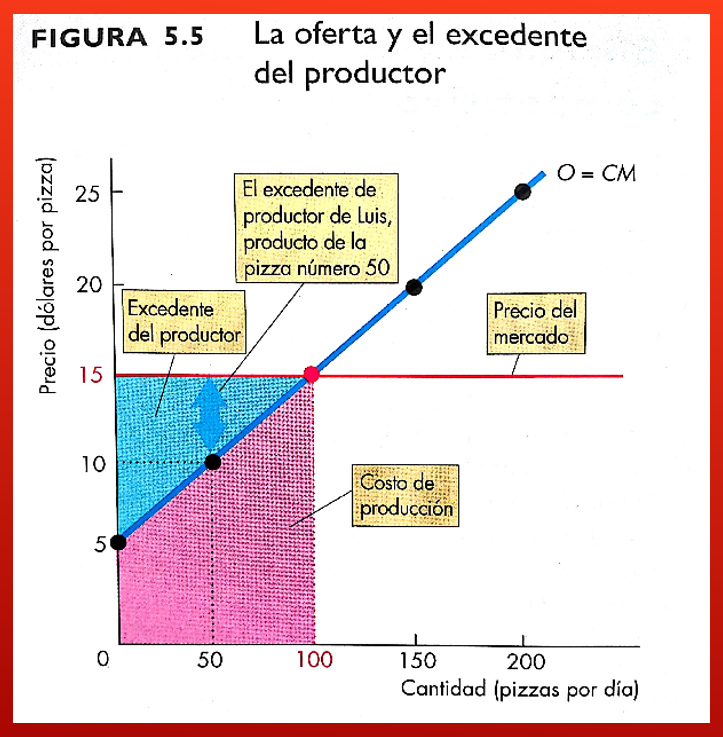 FIGURA 5.5 La oferta y el excedente
del productor
Precio (dólares por pizza)
25
20
15
10
5
0
50
100
150
200
Cantidad (pizzas por día)
O = CM
El excedente de
productor de Luis,
producto de la
pizza número 50
Excedente
del productor
Precio del
mercado
Costo de
producción